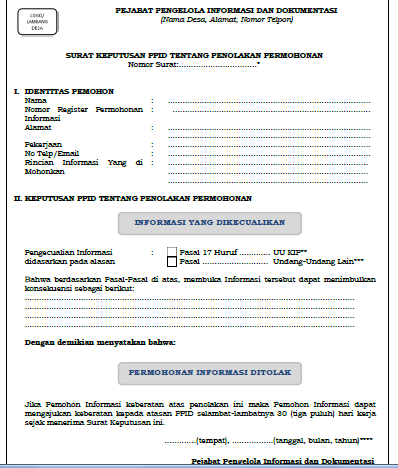 LOGO/
LAMBANG
DESA
PEJABAT PENGELOLA INFORMASI DAN DOKUMENTASI
(Nama Desa, Alamat, Nomor Telpon)
SURAT KEPUTUSAN PPID TENTANG PENOLAKAN PERMOHONAN
Nomor Surat:................................*
I. IDENTITAS PEMOHON
Nama : ....................................................................................
Nomor Register Permohonan : ..................................................................................
Informasi
Alamat : ....................................................................................
....................................................................................
Pekerjaan : ....................................................................................
No Telp/Email : ....................................................................................
Rincian Informasi Yang di : ....................................................................................
Mohonkan ....................................................................................
....................................................................................
II. KEPUTUSAN PPID TENTANG PENOLAKAN PERMOHONAN
INFORMASI YANG DIKECUALIKAN
Pengecualian Informasi : Pasal 17 Huruf ............. UU KIP**
didasarkan pada alasan Pasal ........................... Undang-Undang Lain***
Bahwa berdasarkan Pasal-Pasal di atas, membuka Informasi tersebut dapat menimbulkan
konsekuensi sebagai berikut:
........................................................................................................................................
........................................................................................................................................
........................................................................................................................................
........................................................................................................................................
Dengan demikian menyatakan bahwa:
PERMOHONAN INFORMASI DITOLAK
Jika Pemohon Informasi keberatan atas penolakan ini maka Pemohon Informasi dapat
mengajukan keberatan kepada atasan PPID selambat-lambatnya 30 (tiga puluh) hari kerja
sejak menerima Surat Keputusan ini.
.............(tempat), .................(tanggal, bulan, tahun)****
Pejabat Pengelola Informasi dan Dokumentasi